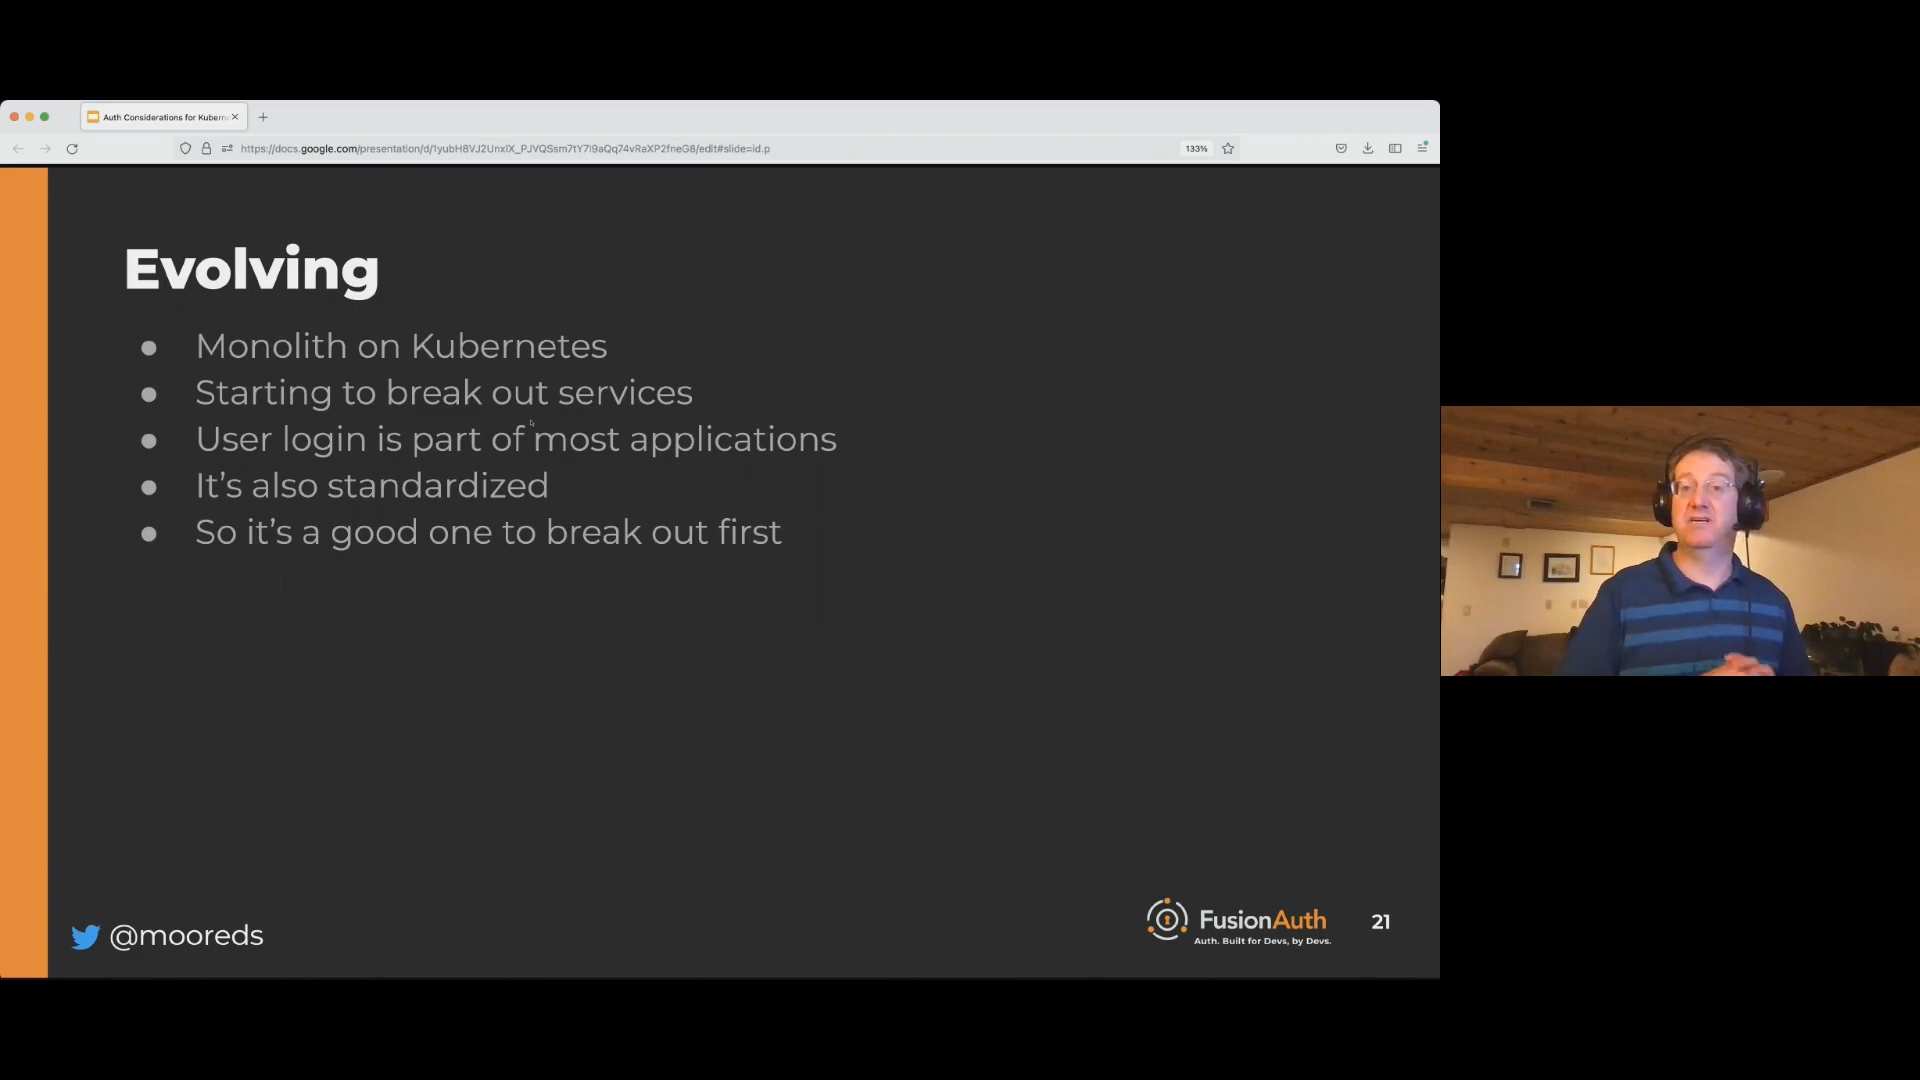 Auth Considerations for Kubern
https://docs.google.com/presentation/d/1yubH8VJ2UnxIX_PJVQSsm7tY7I9aQq74vRaXP2fneG8/edit#slide=id.p
133%
Evolving
● Monolith on Kubernetes
● Starting to break out services
● User login is part of most applications
● It’s also standardized
● So it’s a good one to break out first
@mooreds
FusionAuth
Auth. Built for Devs, by Devs.
21